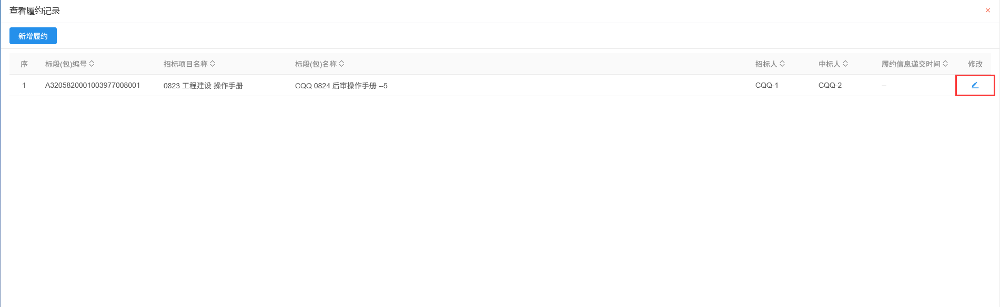 查看履约记录
新增履约
序 标段(包)编号 招标项目名称 标段(包)名称 招标人 中标人 履约信息递交时间 修改
1 A3205820001003977008001 0823 工程建设 操作手册 CQQ 0824 后审操作手册 --5 CQQ-1 CQQ-2 --